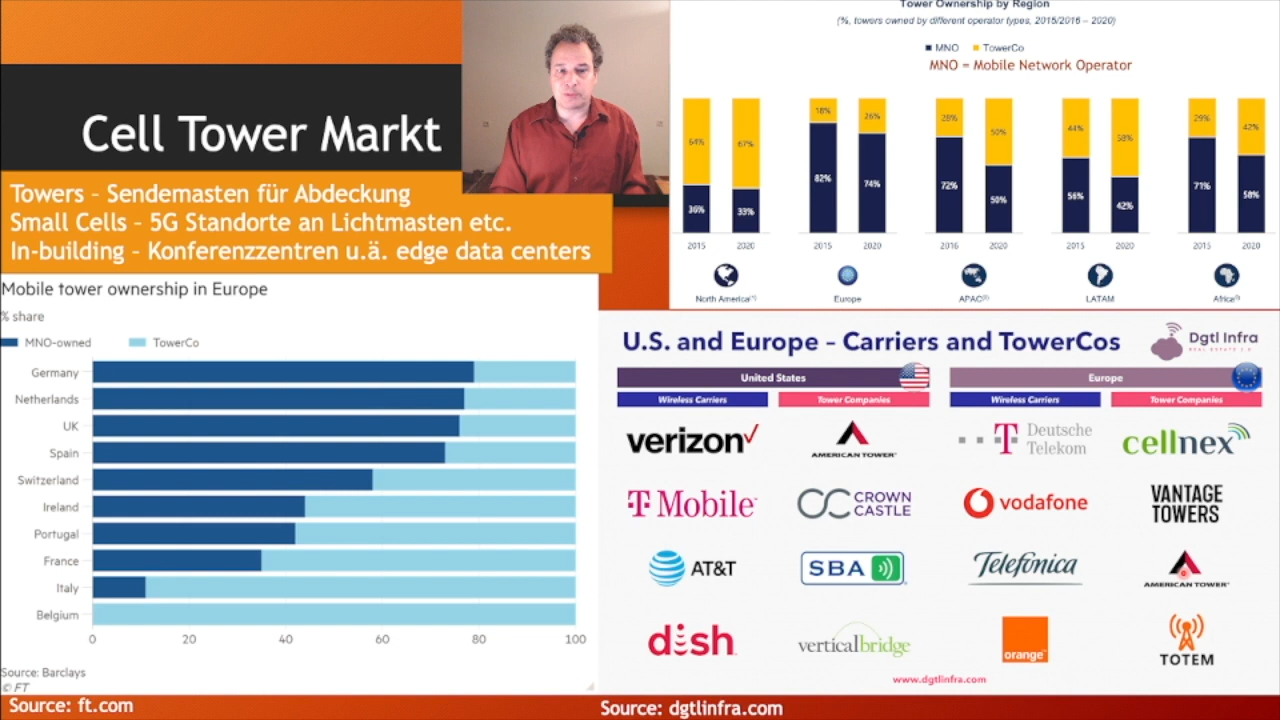 Cell Tower Markt
Towers – Sendemasten für Abdeckung
Small Cells – 5G Standorte an Lichtmasten etc.
In-building – Konferenzzentren u.ä. edge data centers
Tower Ownership by Region
(%, towers owned by different operator types, 2015/2016 – 2020)
MNO TowerCo
MNO = Mobile Network Operator
64% 67% 18% 26% 28% 50% 44% 58% 29% 42%
36% 33% 82% 74% 72% 50% 56% 42% 71% 58%
2015 2020 2015 2020 2016 2020 2015 2020 2015 2020
North America Europe APAC LATAM Africa
Mobile tower ownership in Europe
% share
MNO-owned TowerCo
Germany
Netherlands
UK
Spain
Switzerland
Ireland
Portugal
France
Italy
Belgium
0 20 40 60 80 100
Source: Barclays
© FT
Source: ft.com
U.S. and Europe – Carriers and TowerCos
Dgtl Infra
REAL ESTATE 2.0
United States Europe
Wireless Carriers Tower Companies Wireless Carriers Tower Companies
verizon AMERICAN TOWER Deutsche Telekom cellnex
T Mobile CROWN CASTLE vodafone VANTAGE TOWERS
AT&T SBA Telefónica AMERICAN TOWER
dish verticalbridge orange TOTEM
www.dgtlinfra.com
Source: dgtlinfra.com